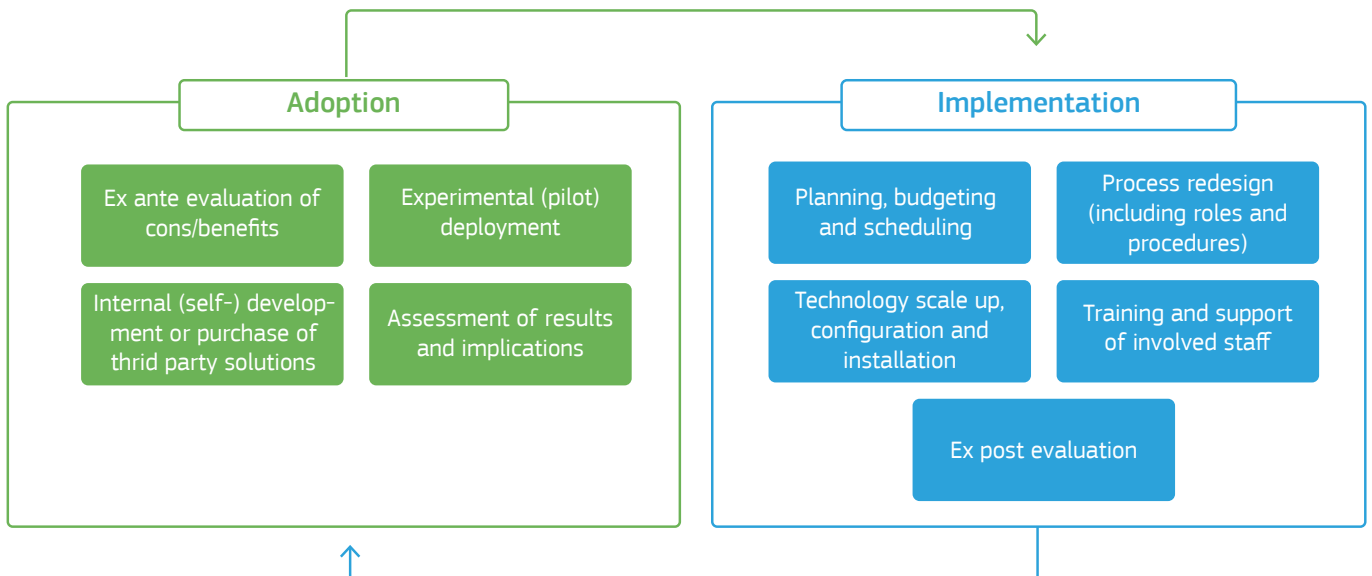 Adoption
Ex ante evaluation of
cons/benefits
Experimental (pilot)
deployment
Internal (self-) develop-
ment or purchase of
thrid party solutions
Assessment of results
and implications
Implementation
Planning, budgeting
and scheduling
Process redesign
(including roles and
procedures)
Technology scale up,
configuration and
installation
Training and support
of involved staff
Ex post evaluation